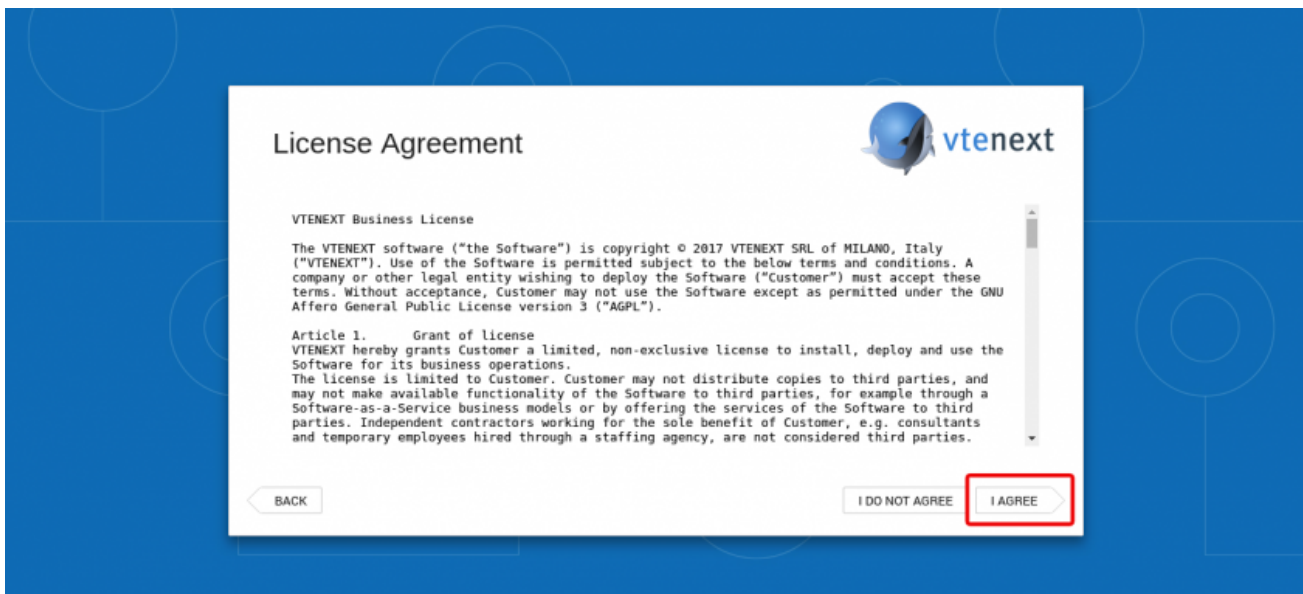 License Agreement
vtenext
VTENEXT Business License
The VTENEXT software (“the Software”) is copyright © 2017 VTENEXT SRL of MILANO, Italy
(“VTENEXT”). Use of the Software is permitted subject to the below terms and conditions. A
company or other legal entity wishing to deploy the Software (“Customer”) must accept these
terms. Without acceptance, Customer may not use the Software except as permitted under the GNU
Affero General Public License version 3 (“AGPL”).
Article 1. Grant of license
VTENEXT hereby grants Customer a limited, non-exclusive license to install, deploy and use the
Software for its business operations.
The license is limited to Customer. Customer may not distribute copies to third parties, and
may not make available functionality of the Software to third parties, for example through a
Software-as-a-Service business models or by offering the services of the Software to third
parties. Independent contractors working for the sole benefit of Customer, e.g. consultants
and temporary employees hired through a staffing agency, are not considered third parties.
BACK
I DO NOT AGREE
I AGREE